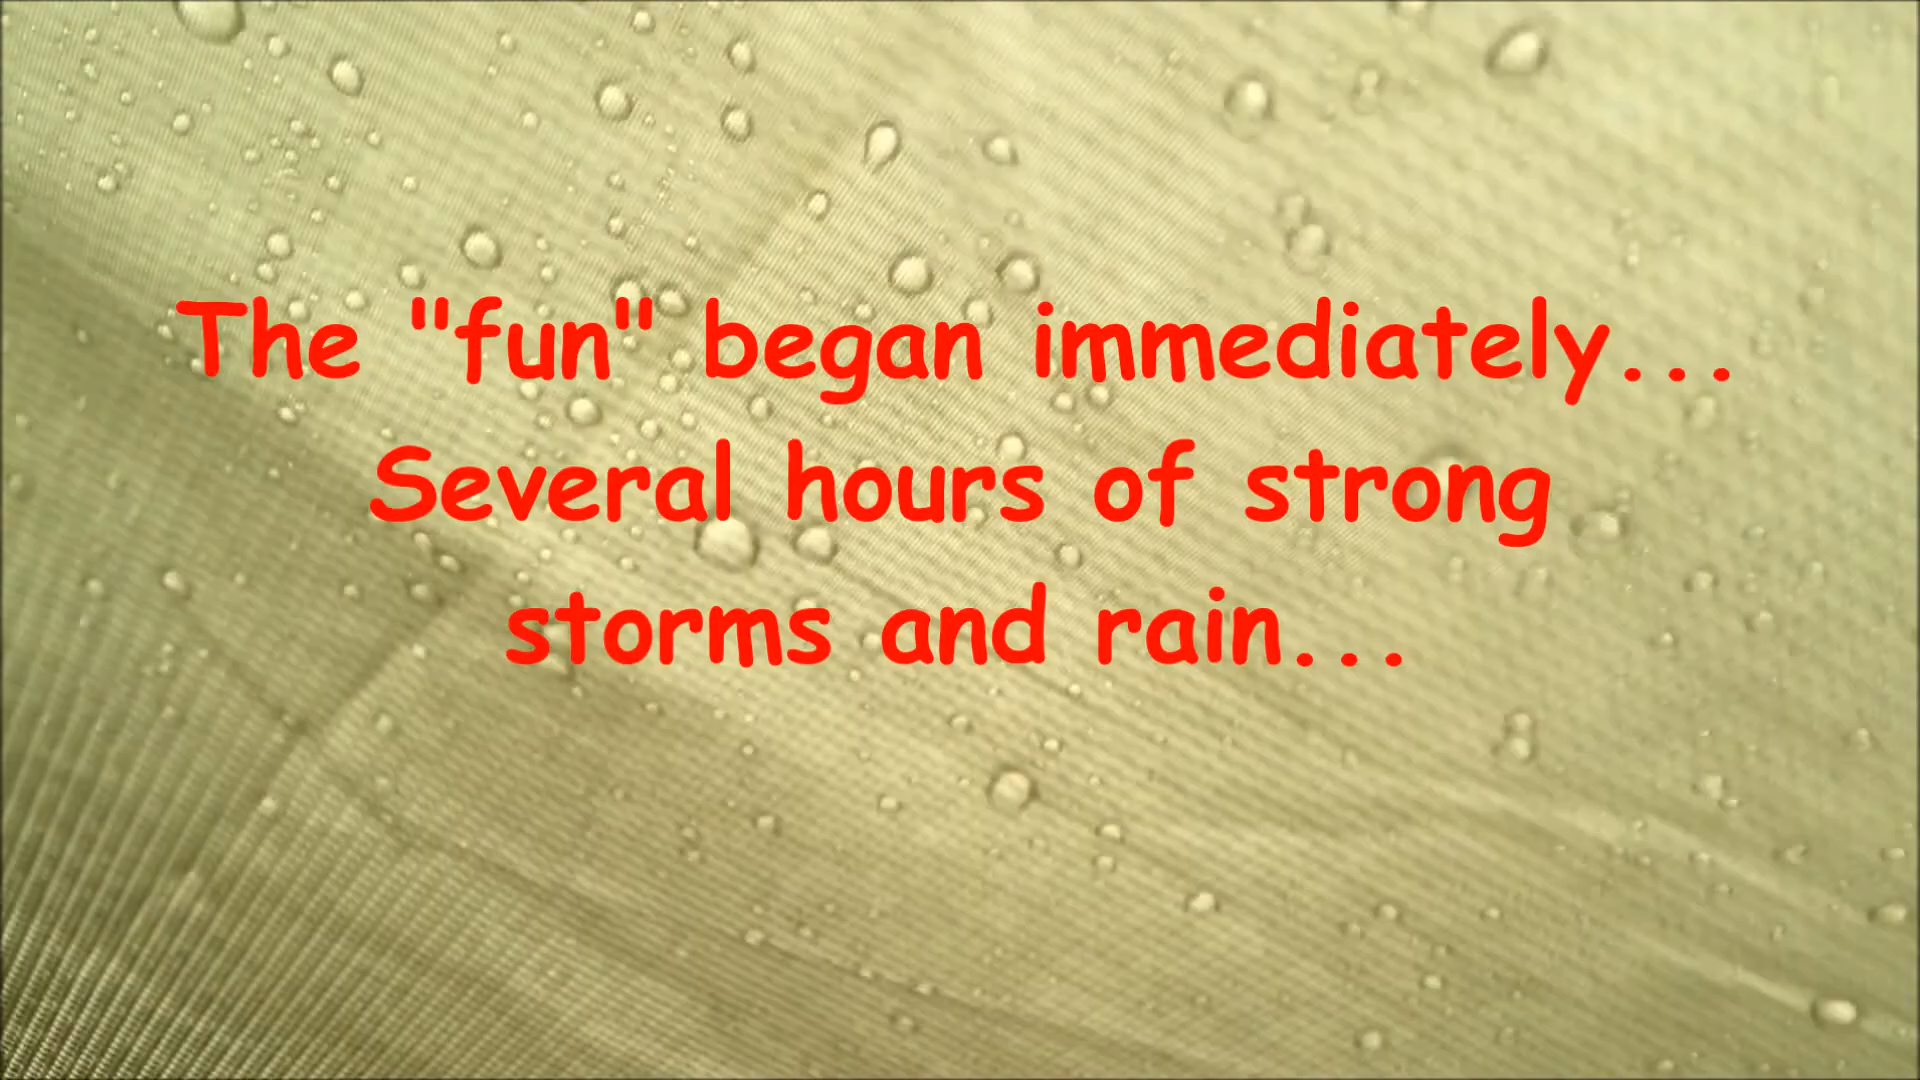 The "fun" began immediately...
Several hours of strong
storms and rain...